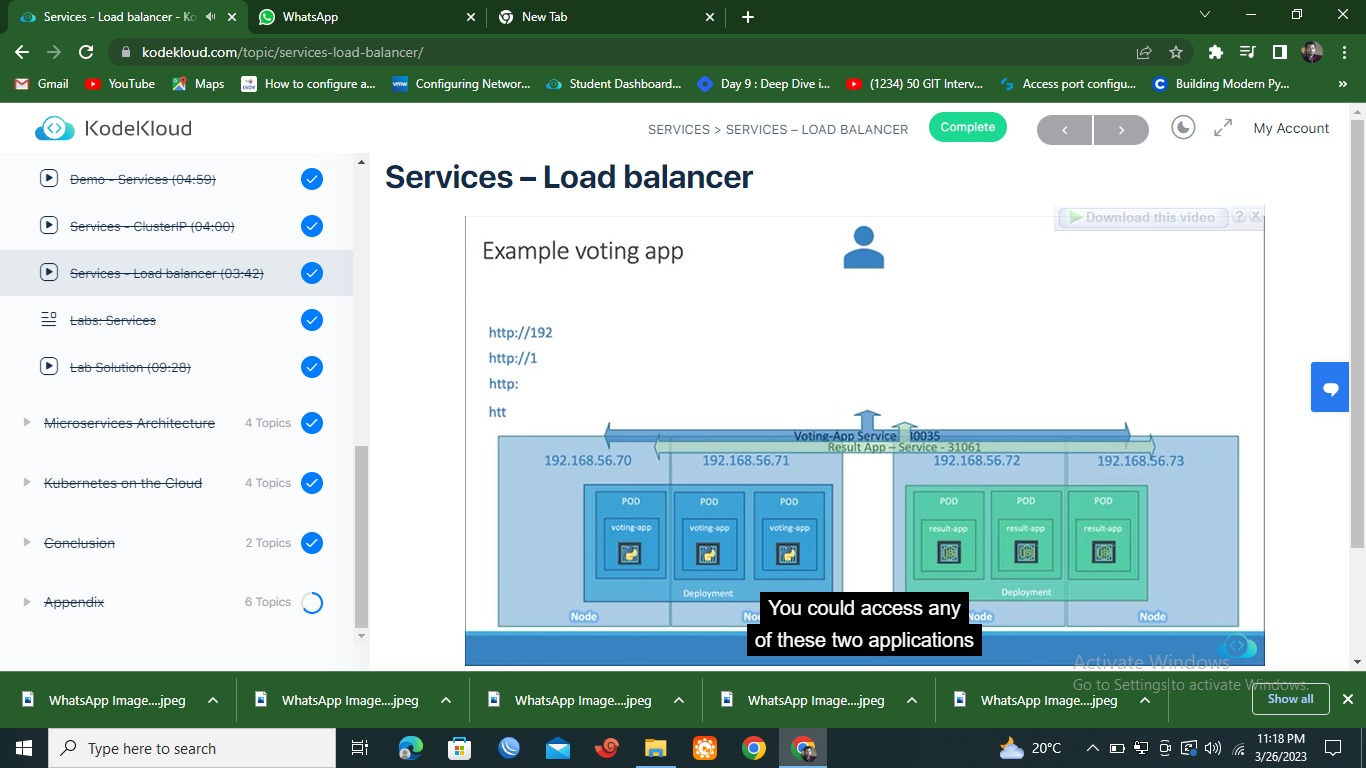 Services - Load balancer - Ko
WhatsApp
New Tab
kodekloud.com/topic/services-load-balancer/
Gmail
YouTube
Maps
How to configure a...
Configuring Networ...
Student Dashboard...
Day 9 : Deep Dive i...
(1234) 50 GIT Interv...
Access port configu...
Building Modern Py...
»
KodeKloud
SERVICES > SERVICES – LOAD BALANCER
Complete
My Account
Demo - Services (04:59)
Services - ClusterIP (04:00)
Services - Load balancer (03:42)
Labs: Services
Lab Solution (09:28)
Microservices Architecture 4 Topics
Kubernetes on the Cloud 4 Topics
Conclusion 2 Topics
Appendix 6 Topics
Services – Load balancer
Download this video ? X
Example voting app
http://192
http://1
http:
htt
Voting-App Service 30035
Result App – Service - 31061
192.168.56.70 192.168.56.71 192.168.56.72 192.168.56.73
POD POD POD POD POD POD
voting-app voting-app voting-app result-app result-app result-app
Deployment Deployment
Node Node Node
You could access any
of these two applications
Activate Windows
Go to Settings to activate Windows.
WhatsApp Image....jpeg
WhatsApp Image....jpeg
WhatsApp Image....jpeg
WhatsApp Image....jpeg
WhatsApp Image....jpeg
Show all
Type here to search
20°C
11:18 PM
3/26/2023